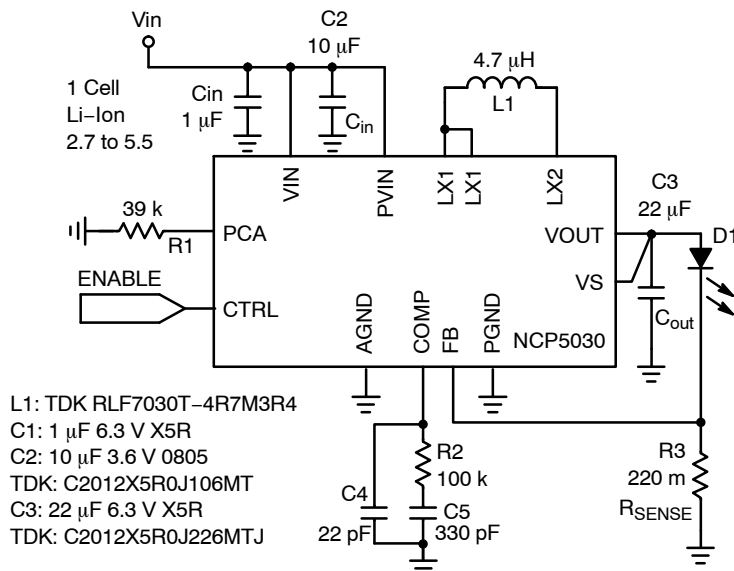 Vin
C2
10 μF
4.7 μH
L1
1 Cell
Li−Ion
2.7 to 5.5
Cin
1 μF
Cin
VIN
PVIN
LX1
LX1
LX2
C3
22 μF
39 k
R1
PCA
VOUT
D1
ENABLE
CTRL
VS
Cout
AGND
COMP
FB
PGND
NCP5030
L1: TDK RLF7030T−4R7M3R4
C1: 1 μF 6.3 V X5R
C2: 10 μF 3.6 V 0805
TDK: C2012X5R0J106MT
C3: 22 μF 6.3 V X5R
TDK: C2012X5R0J226MTJ
R2
100 k
C4
22 pF
C5
330 pF
R3
220 m
RSENSE